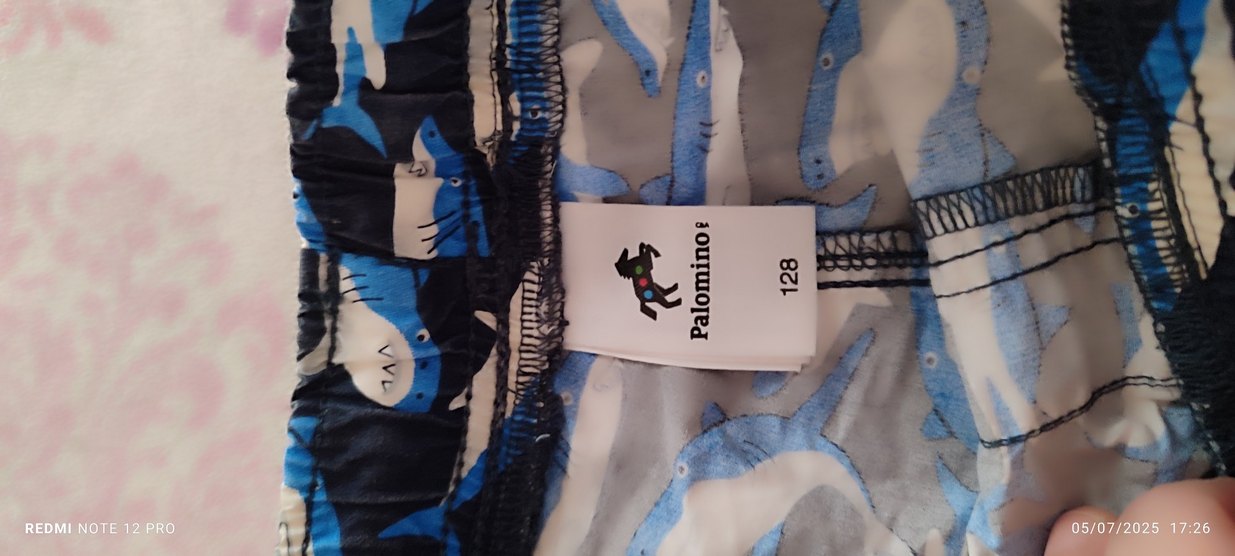 Palomino
128
REDMI NOTE 12 PRO
05/07/2025 17:26